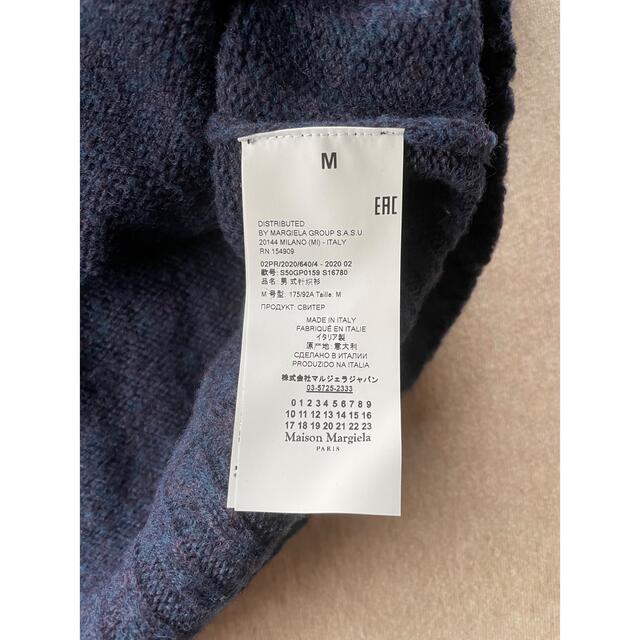 M
EAC
DISTRIBUTED
BY MARGIELA GROUP S.A.S.U.
20144 MILANO (MI) - ITALY
RN 154909
02PR/2020/640/4 - 2020 02
款号: S50GP0159 S16780
品名: 男式针织衫
M 号型: 175/92A Taille: M
ПРОДУКТ: СВИТЕР
MADE IN ITALY
FABRIQUÉ EN ITALIE
イタリア製
原产地: 意大利
СДЕЛАНО В ИТАЛИИ
PRODUZIDO NA ITALIA
株式会社マルジェラジャパン
03-5725-2333
0 1 2 3 4 5 6 7 8 9
10 11 12 13 14 15 16
17 18 19 20 21 22 23
Maison Margiela
PARIS